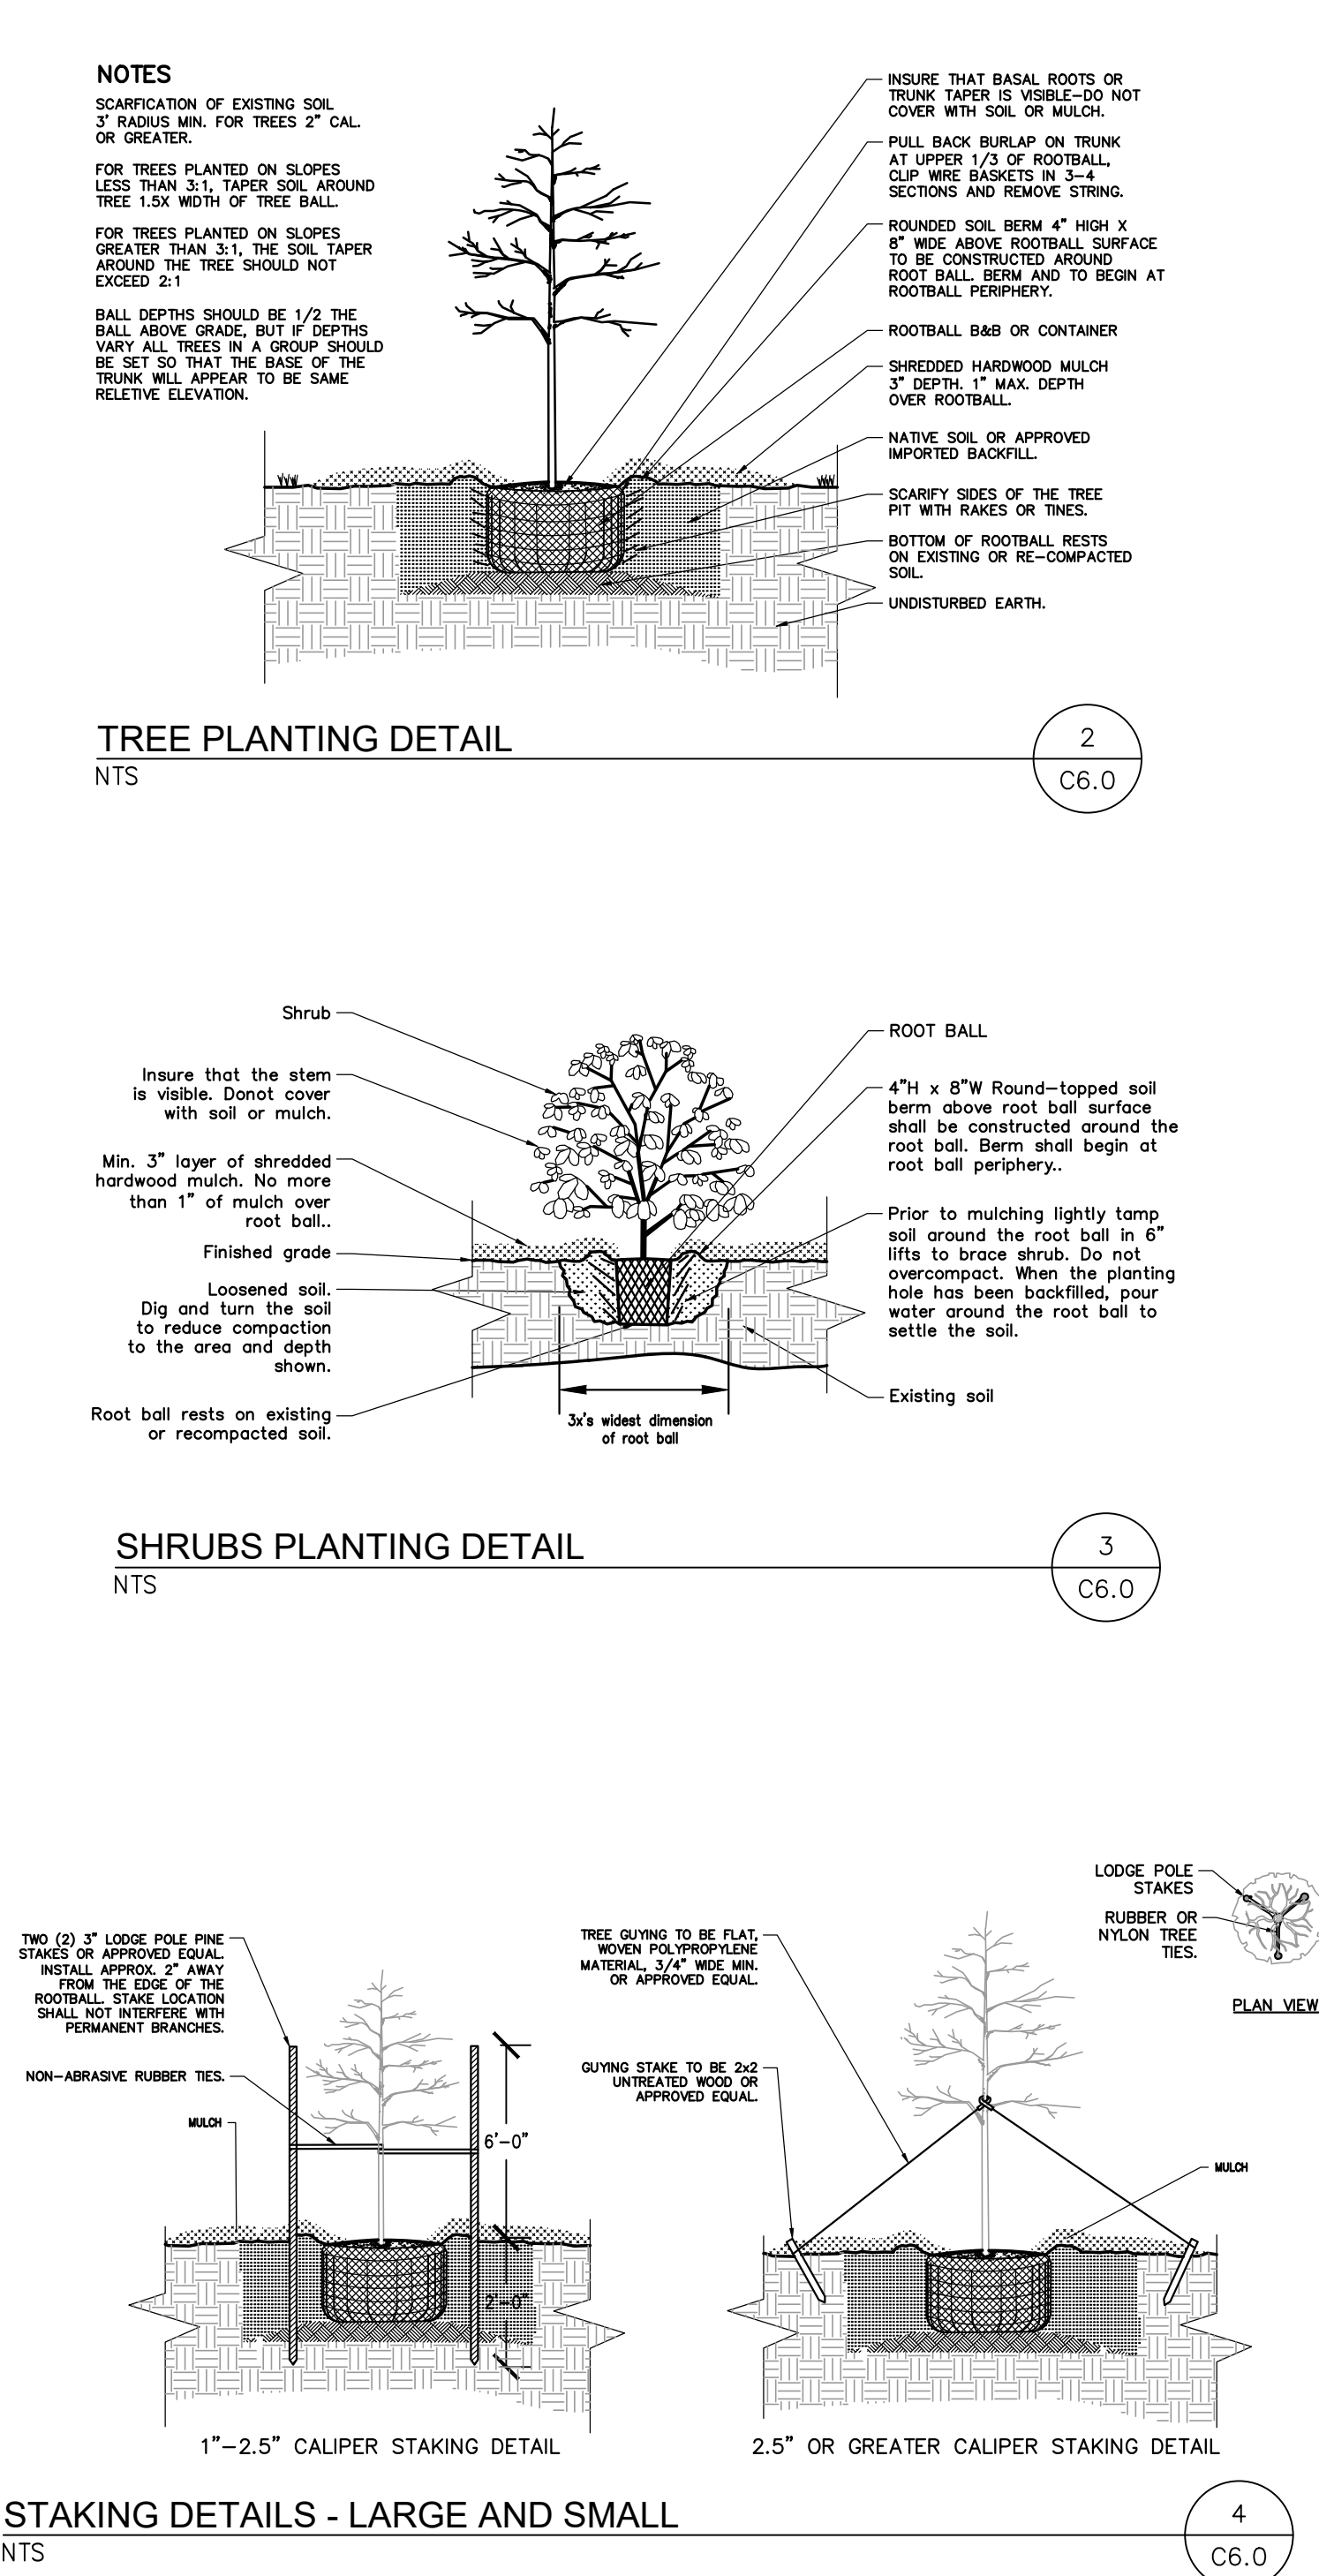 NOTES
SCARFICATION OF EXISTING SOIL
3' RADIUS MIN. FOR TREES 2" CAL.
OR GREATER.
FOR TREES PLANTED ON SLOPES
LESS THAN 3:1, TAPER SOIL AROUND
TREE 1.5X WIDTH OF TREE BALL.
FOR TREES PLANTED ON SLOPES
GREATER THAN 3:1, THE SOIL TAPER
AROUND THE TREE SHOULD NOT
EXCEED 2:1
BALL DEPTHS SHOULD BE 1/2 THE
BALL ABOVE GRADE, BUT IF DEPTHS
VARY ALL TREES IN A GROUP SHOULD
BE SET SO THAT THE BASE OF THE
TRUNK WILL APPEAR TO BE SAME
RELETIVE ELEVATION.
INSURE THAT BASAL ROOTS OR
TRUNK TAPER IS VISIBLE-DO NOT
COVER WITH SOIL OR MULCH.
PULL BACK BURLAP ON TRUNK
AT UPPER 1/3 OF ROOTBALL,
CLIP WIRE BASKETS IN 3-4
SECTIONS AND REMOVE STRING.
ROUNDED SOIL BERM 4" HIGH X
8" WIDE ABOVE ROOTBALL SURFACE
TO BE CONSTRUCTED AROUND
ROOT BALL. BERM AND TO BEGIN AT
ROOTBALL PERIPHERY.
ROOTBALL B&B OR CONTAINER
SHREDDED HARDWOOD MULCH
3" DEPTH. 1" MAX. DEPTH
OVER ROOTBALL.
NATIVE SOIL OR APPROVED
IMPORTED BACKFILL.
SCARIFY SIDES OF THE TREE
PIT WITH RAKES OR TINES.
BOTTOM OF ROOTBALL RESTS
ON EXISTING OR RE-COMPACTED
SOIL.
UNDISTURBED EARTH.
TREE PLANTING DETAIL
NTS
2
C6.0
Shrub
Insure that the stem
is visible. Donot cover
with soil or mulch.
Min. 3" layer of shredded
hardwood mulch. No more
than 1" of mulch over
root ball..
Finished grade
Loosened soil.
Dig and turn the soil
to reduce compaction
to the area and depth
shown.
Root ball rests on existing
or recompacted soil.
ROOT BALL
4"H x 8"W Round-topped soil
berm above root ball surface
shall be constructed around the
root ball. Berm shall begin at
root ball periphery..
Prior to mulching lightly tamp
soil around the root ball in 6"
lifts to brace shrub. Do not
overcompact. When the planting
hole has been backfilled, pour
water around the root ball to
settle the soil.
Existing soil
3x's widest dimension
of root ball
SHRUBS PLANTING DETAIL
NTS
3
C6.0
TWO (2) 3" LODGE POLE PINE
STAKES OR APPROVED EQUAL.
INSTALL APPROX. 2" AWAY
FROM THE EDGE OF THE
ROOTBALL. STAKE LOCATION
SHALL NOT INTERFERE WITH
PERMANENT BRANCHES.
NON-ABRASIVE RUBBER TIES.
MULCH
6'-0"
2'-0"
1"-2.5" CALIPER STAKING DETAIL
TREE GUYING TO BE FLAT,
WOVEN POLYPROPYLENE
MATERIAL, 3/4" WIDE MIN.
OR APPROVED EQUAL.
GUYING STAKE TO BE 2x2
UNTREATED WOOD OR
APPROVED EQUAL.
LODGE POLE
STAKES
RUBBER OR
NYLON TREE
TIES.
PLAN VIEW
MULCH
2.5" OR GREATER CALIPER STAKING DETAIL
STAKING DETAILS - LARGE AND SMALL
NTS
4
C6.0